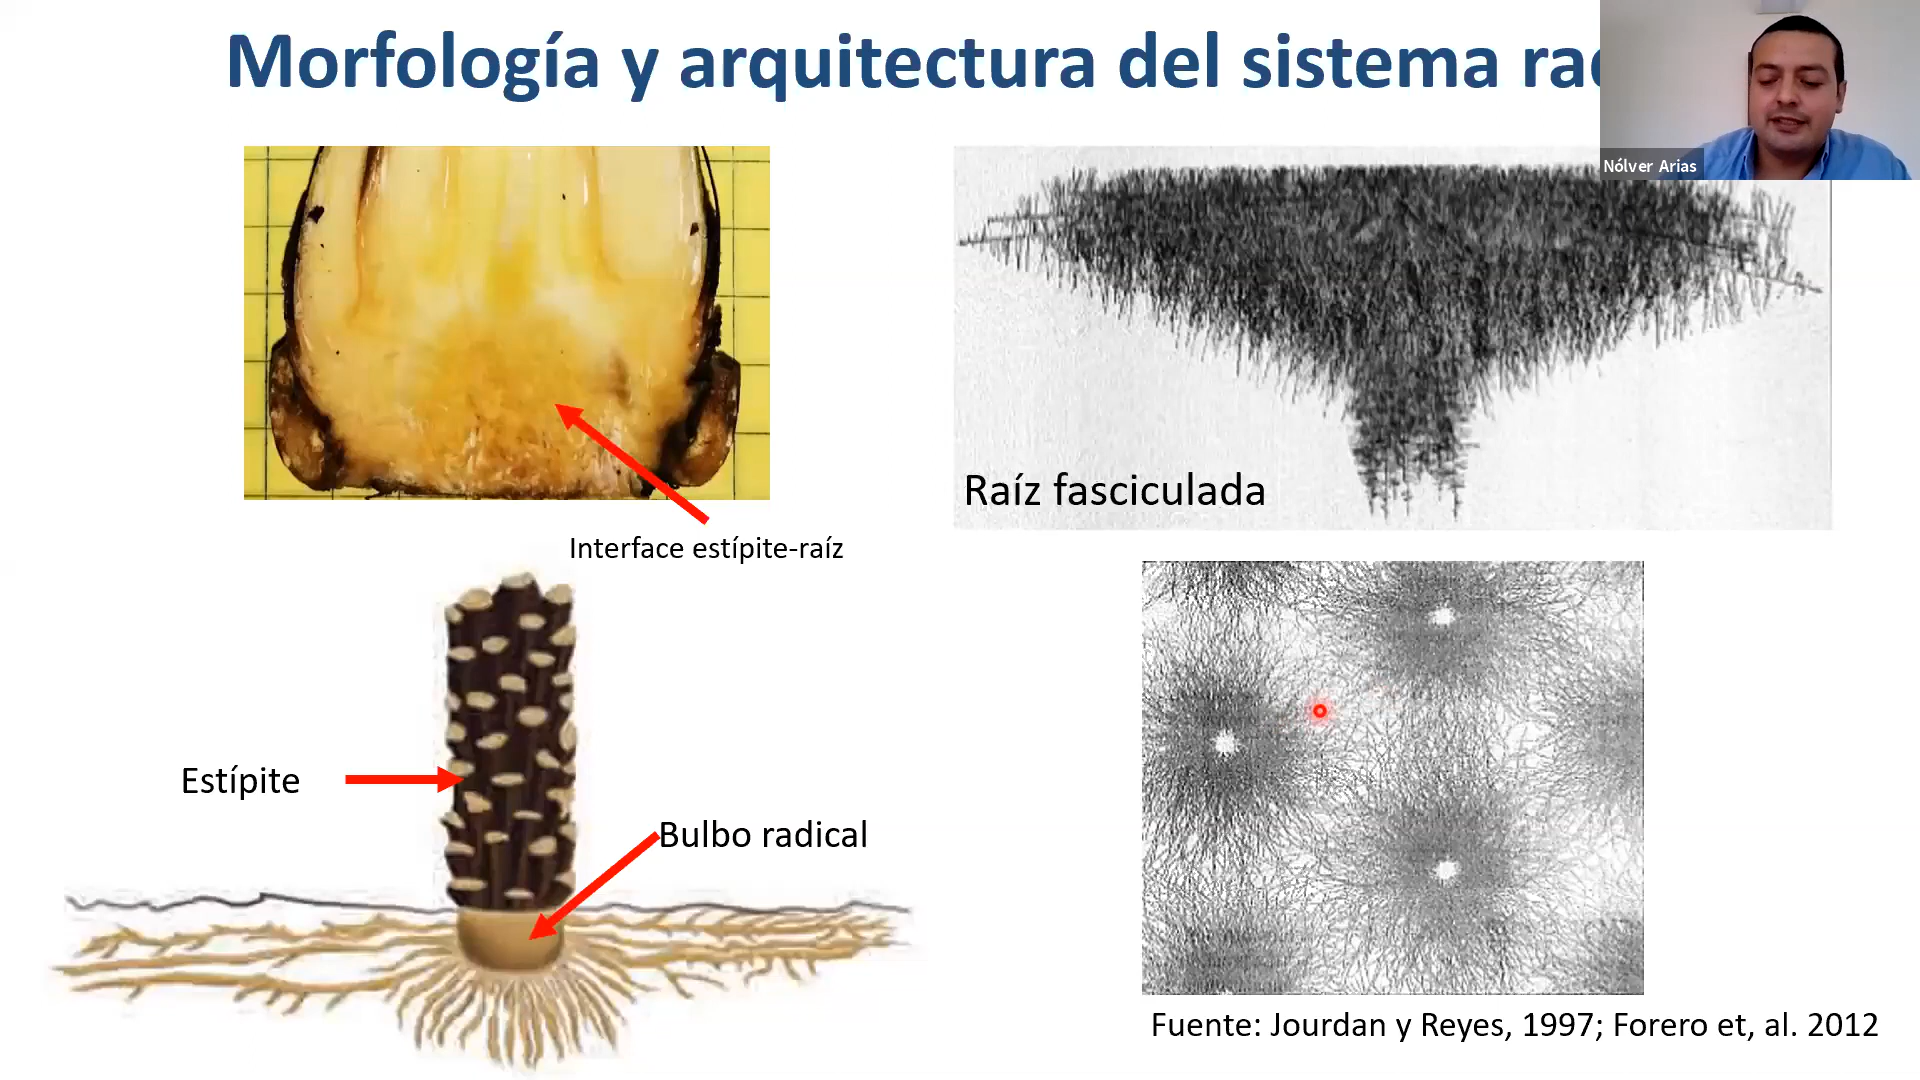 Morfología y arquitectura del sistema
Nólver Arias
Raíz fasciculada
Interface estípite-raíz
Estípite
Bulbo radical
Fuente: Jourdan y Reyes, 1997; Forero et, al. 2012